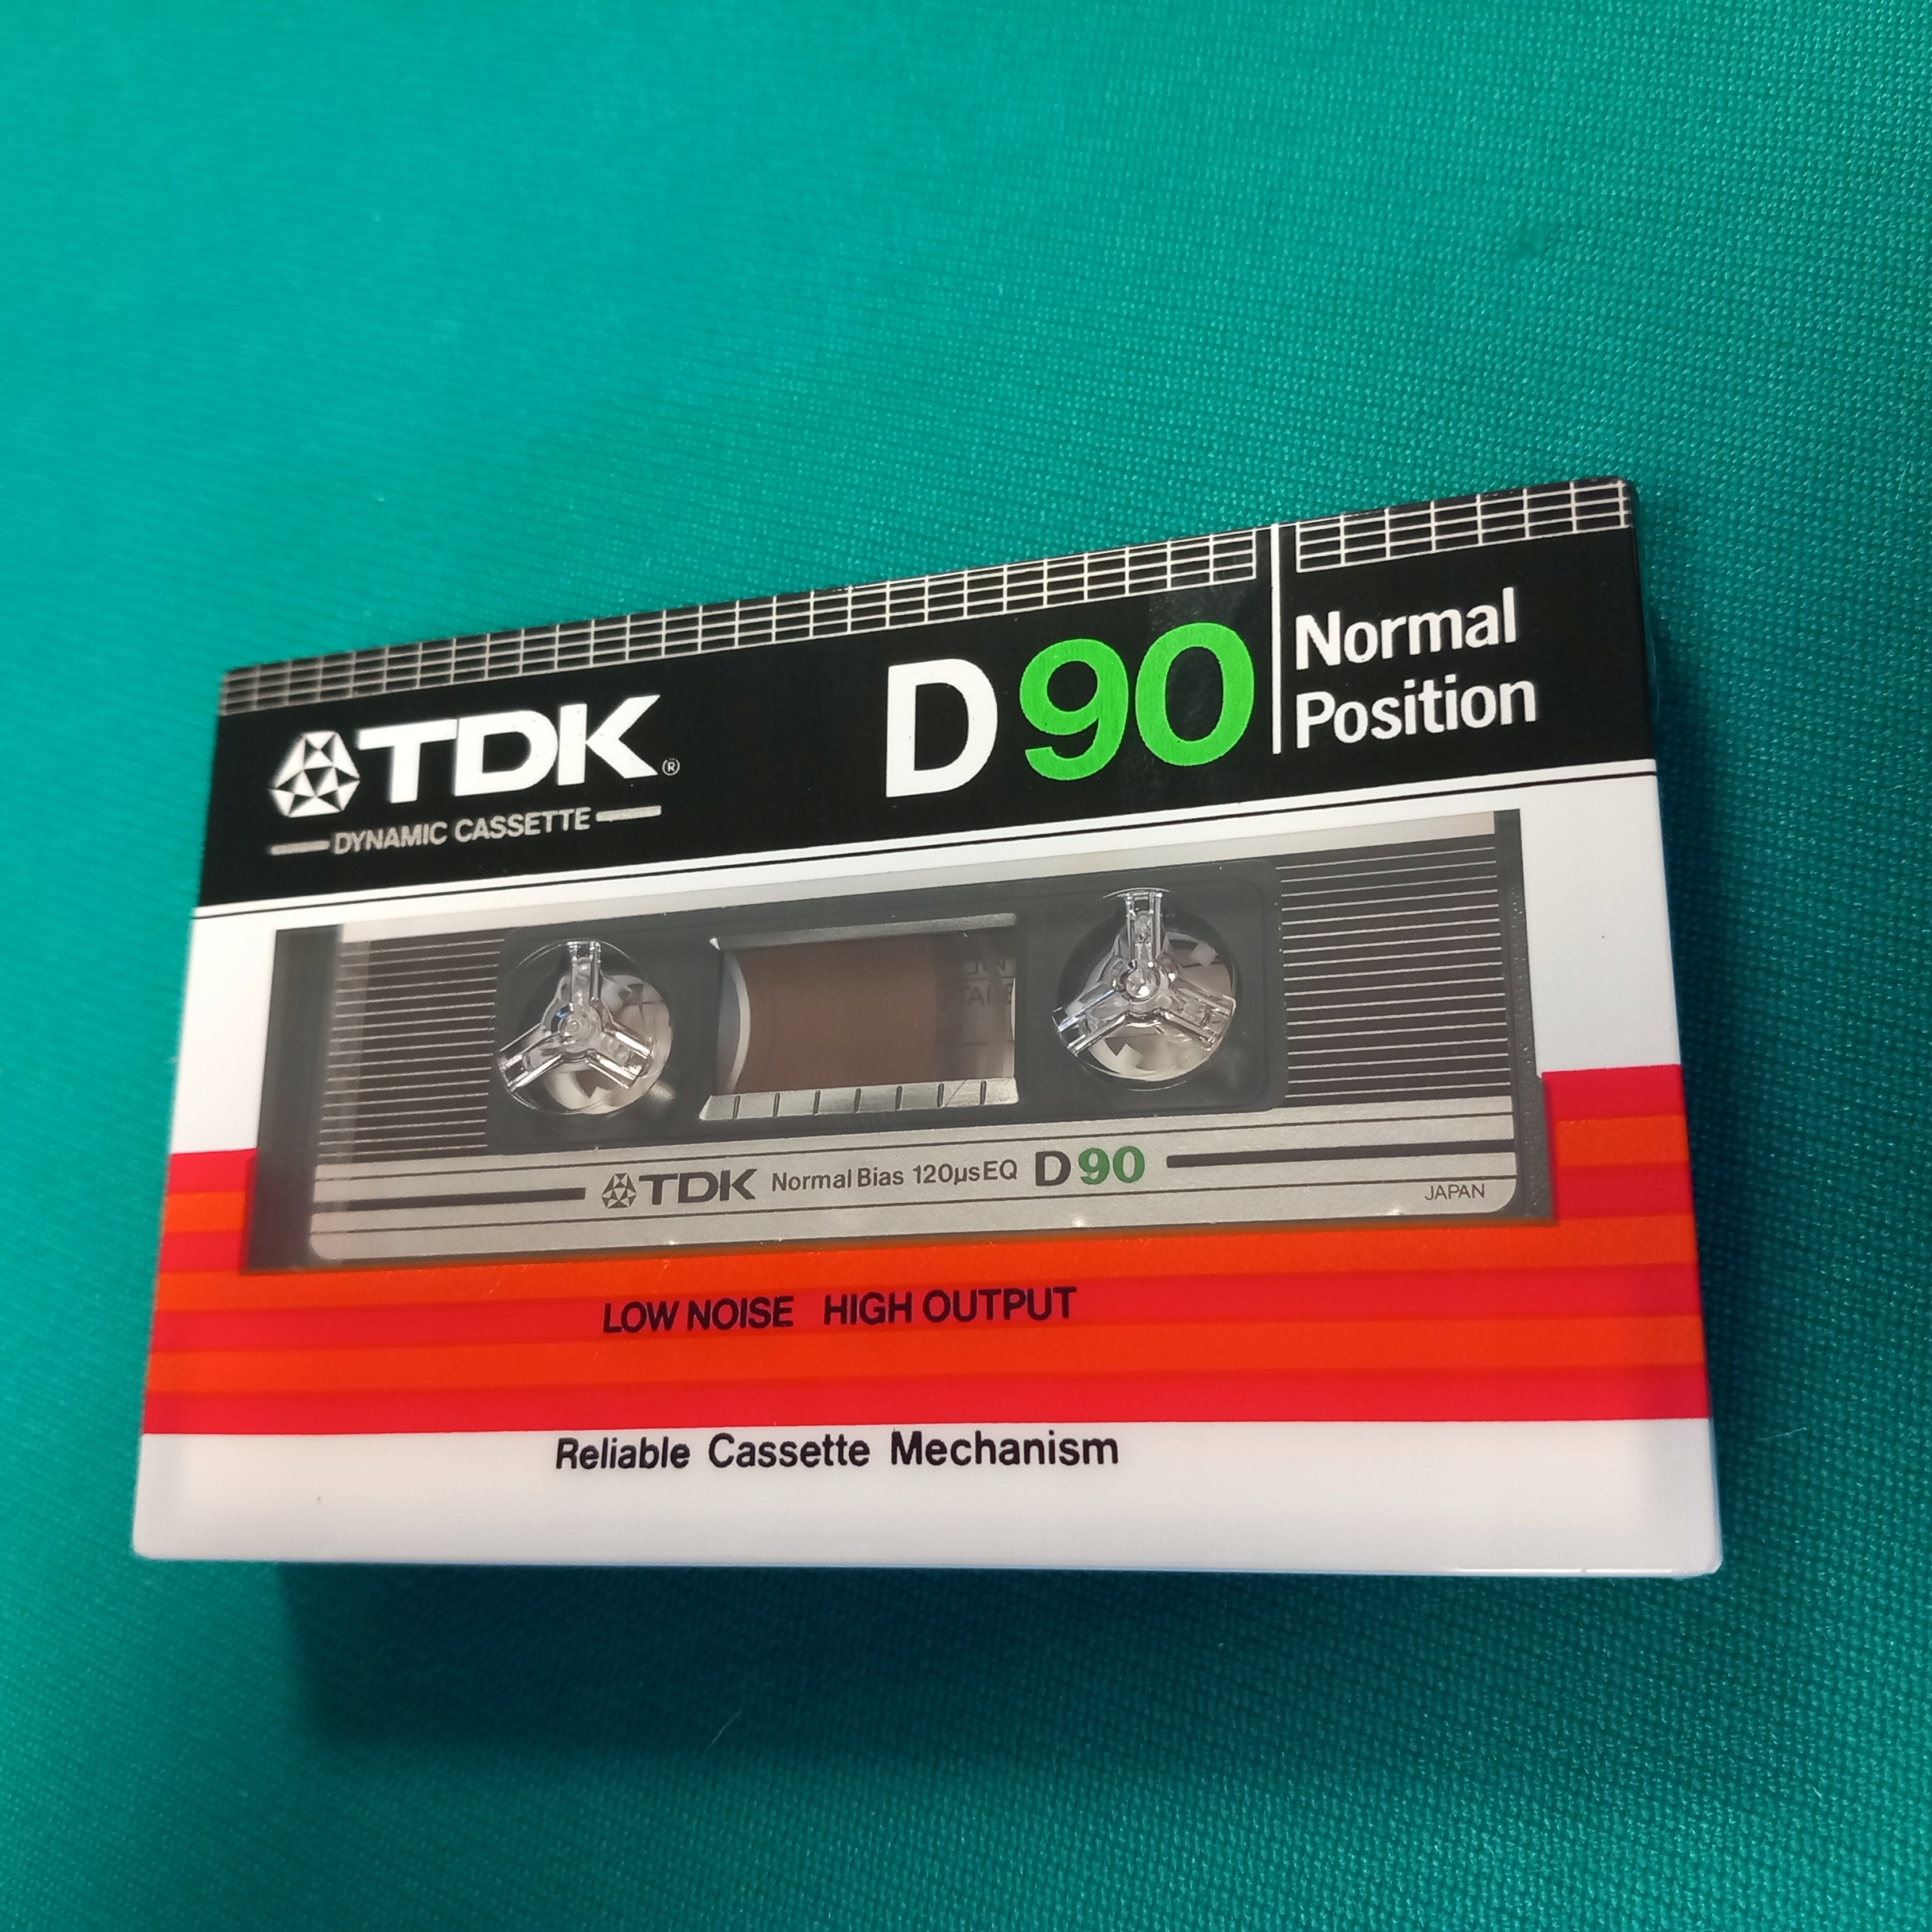 TDK®
DYNAMIC CASSETTE
D90
Normal
Position
TDK Normal Bias 120µs EQ D90
JAPAN
LOW NOISE HIGH OUTPUT
Reliable Cassette Mechanism